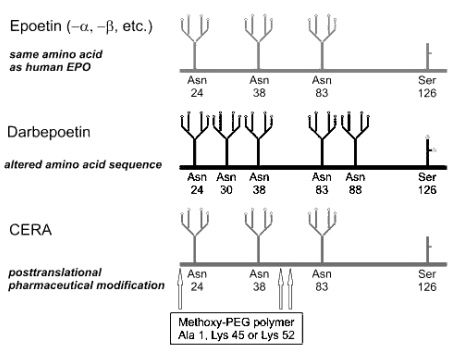 Epoetin (−α, −β, etc.)
same amino acid
as human EPO
Asn Asn Asn Ser
24 38 83 126
Darbepoetin
altered amino acid sequence
Asn Asn Asn Asn Asn Ser
24 30 38 83 88 126
CERA
posttranslational
pharmaceutical modification
Asn Asn Asn Ser
24 38 83 126
Methoxy-PEG polymer
Ala 1, Lys 45 or Lys 52